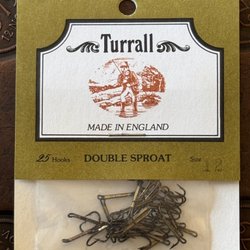 Turrall
MADE IN ENGLAND
25 Hooks DOUBLE SPROAT Size 12